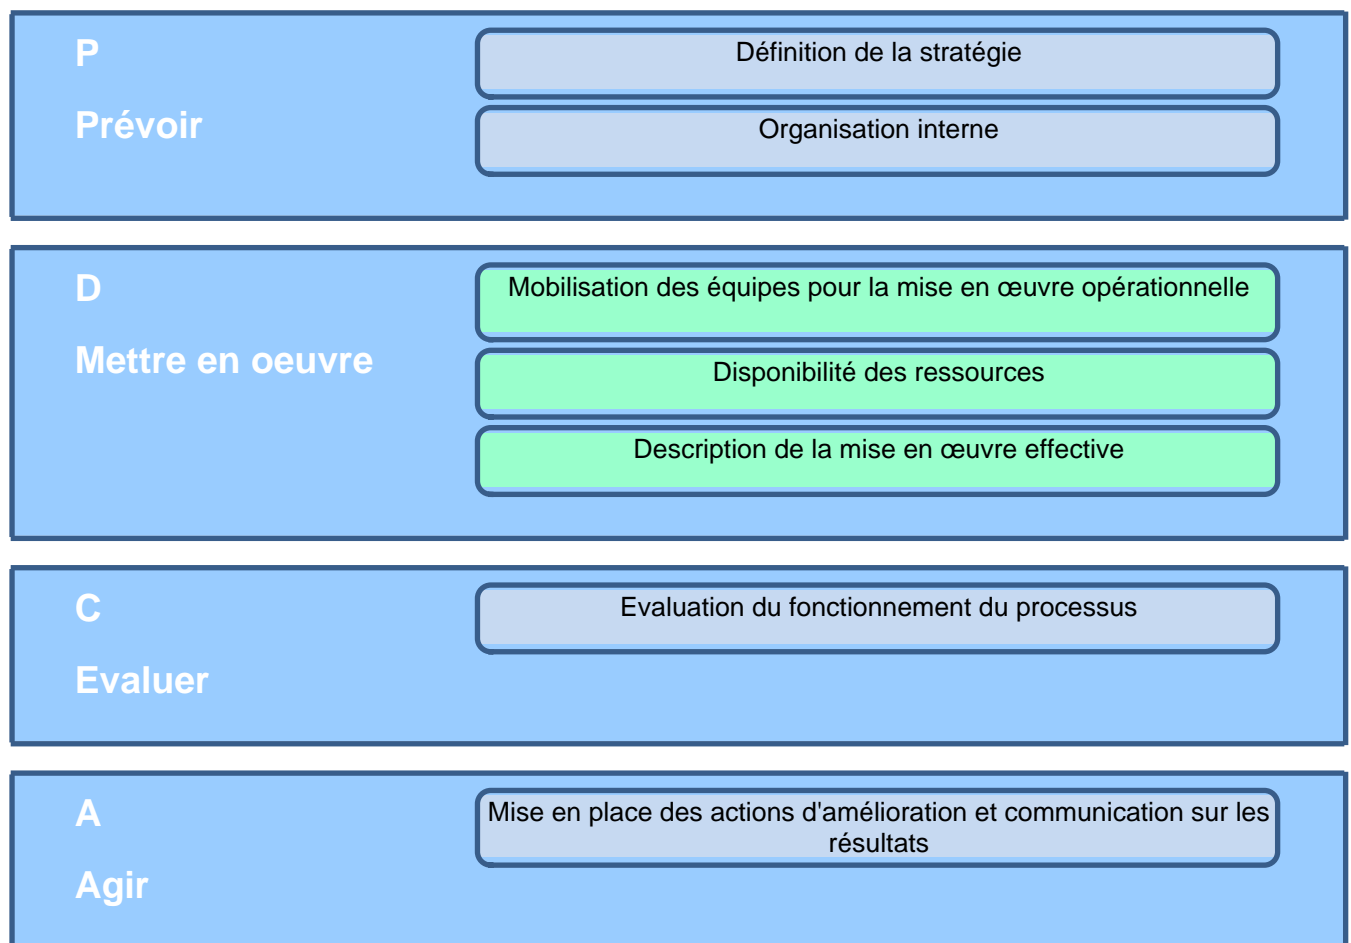 P
Prévoir
Définition de la stratégie
Organisation interne
D
Mettre en oeuvre
Mobilisation des équipes pour la mise en œuvre opérationnelle
Disponibilité des ressources
Description de la mise en œuvre effective
C
Evaluer
Evaluation du fonctionnement du processus
A
Agir
Mise en place des actions d'amélioration et communication sur les
résultats